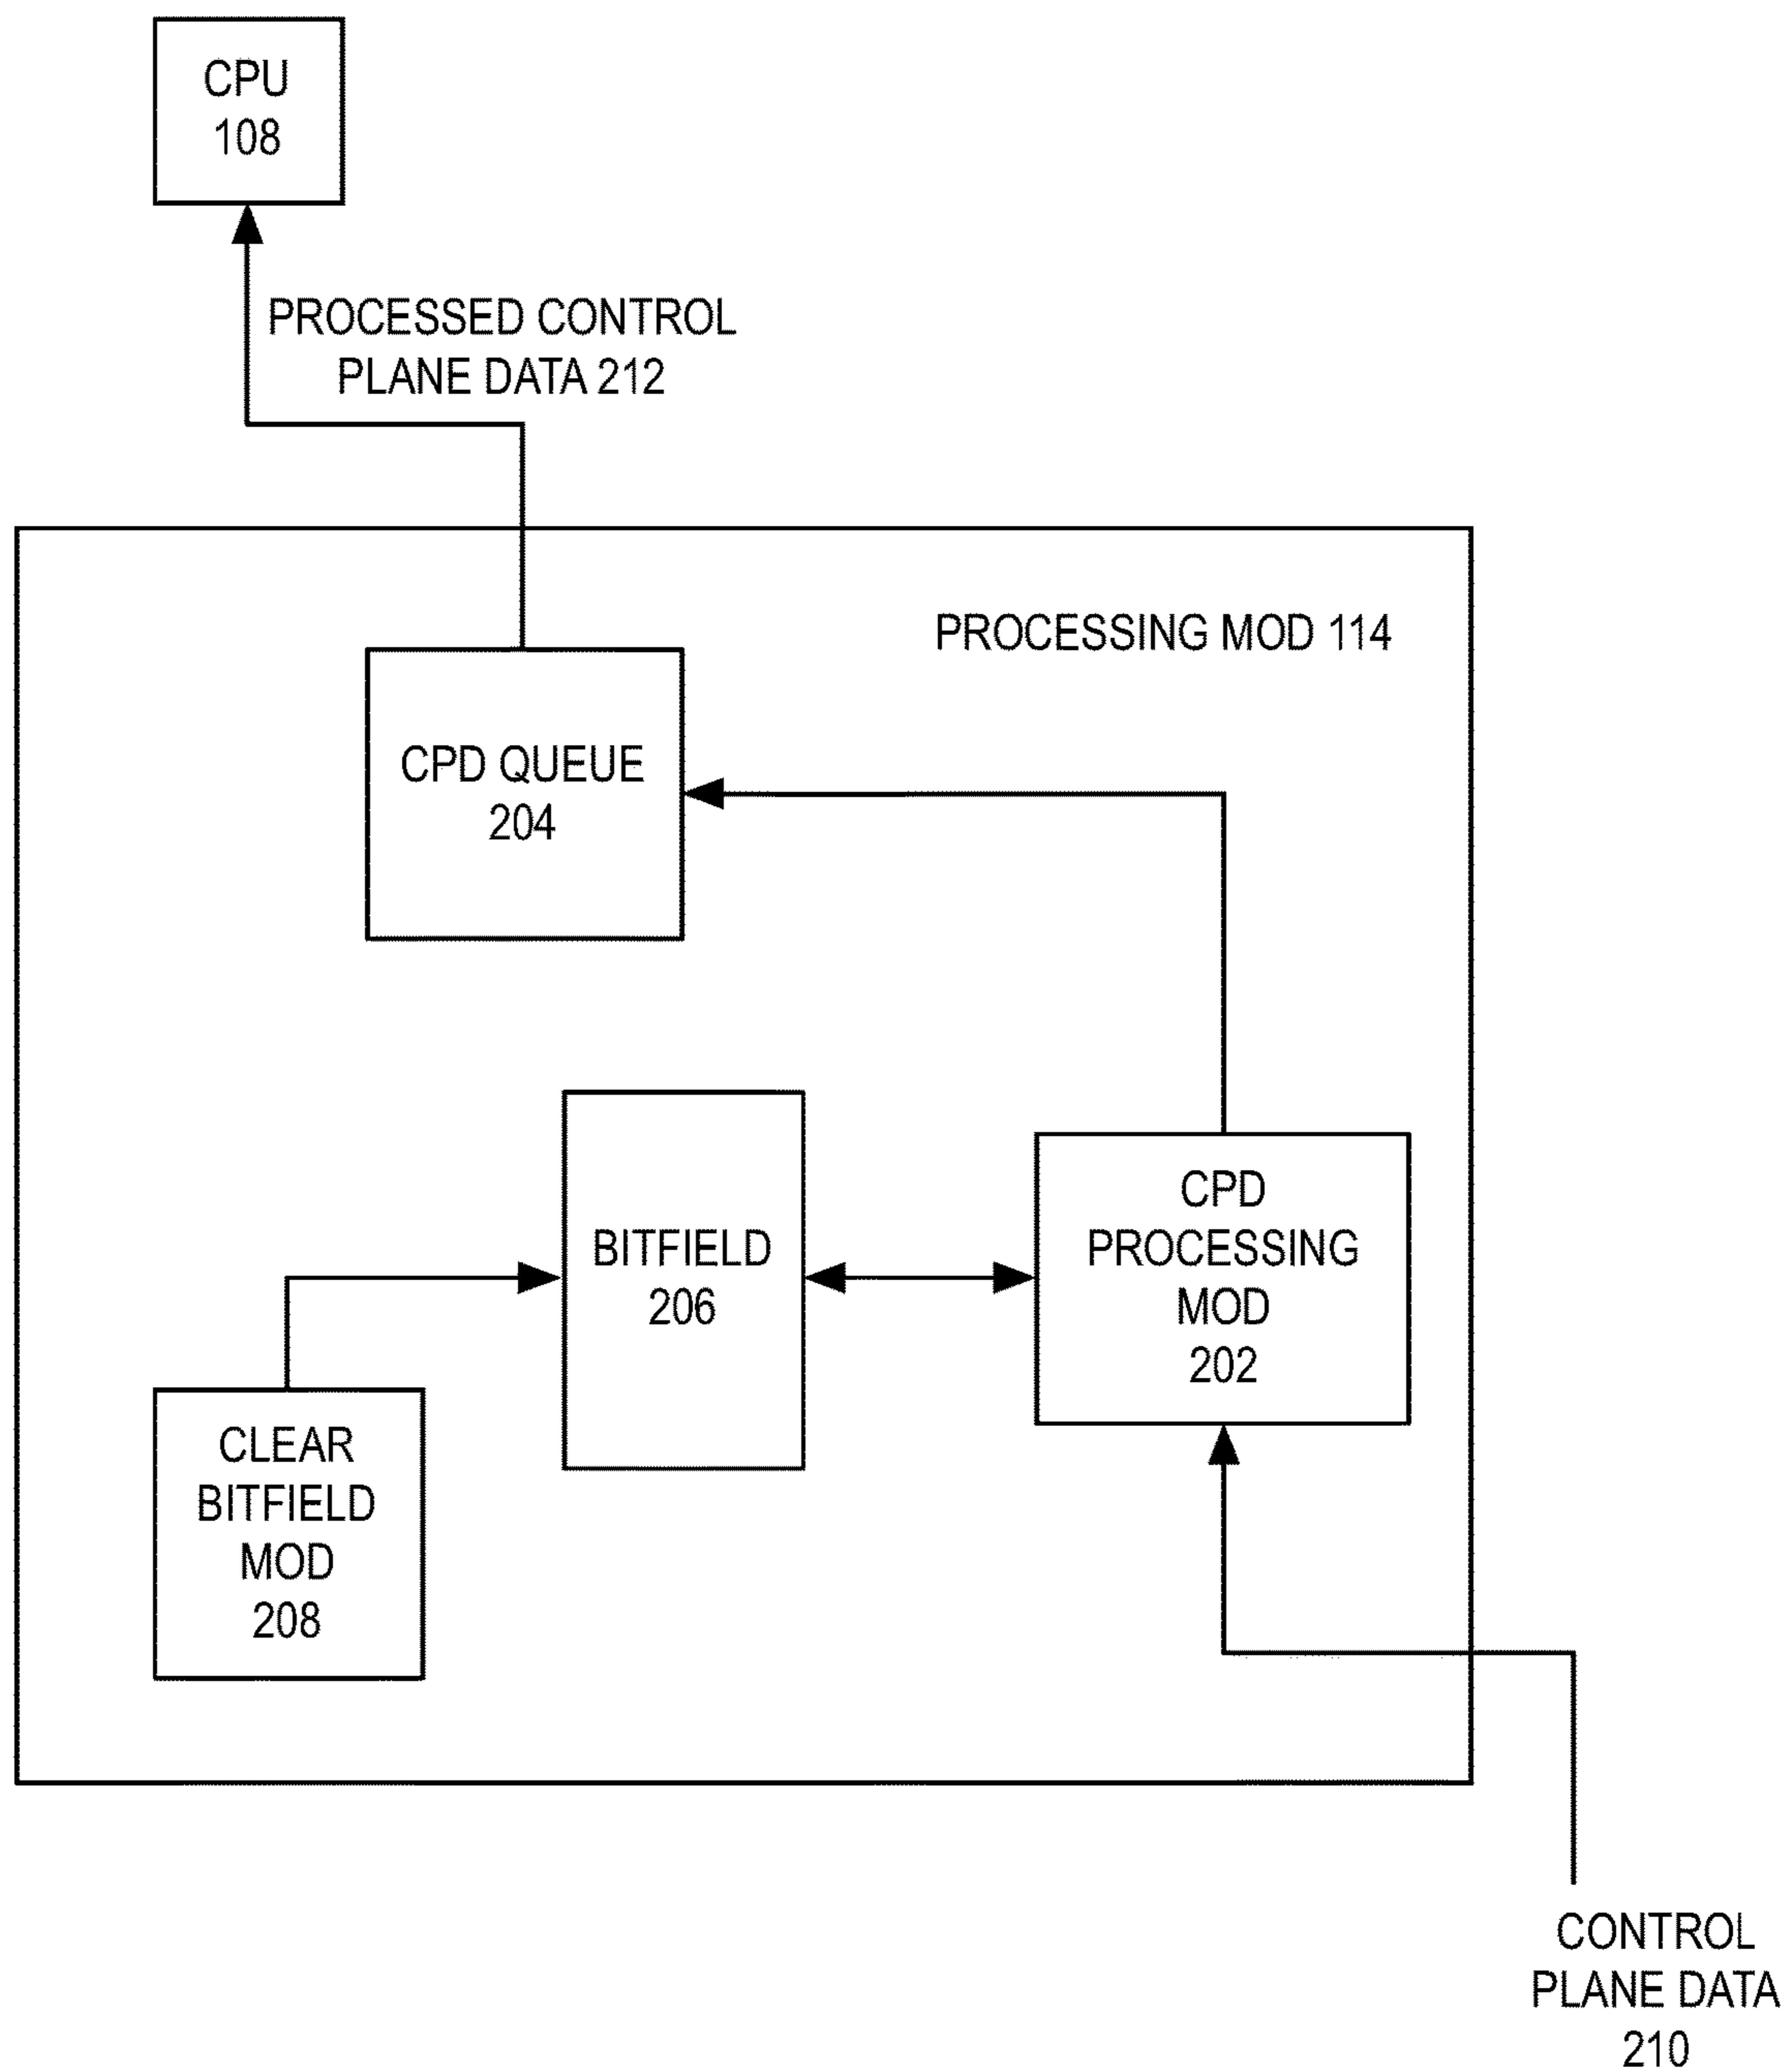 CPU
108
PROCESSED CONTROL
PLANE DATA 212
PROCESSING MOD 114
CPD QUEUE
204
CPD
PROCESSING
MOD
202
BITFIELD
206
CLEAR
BITFIELD
MOD
208
CONTROL
PLANE DATA
210